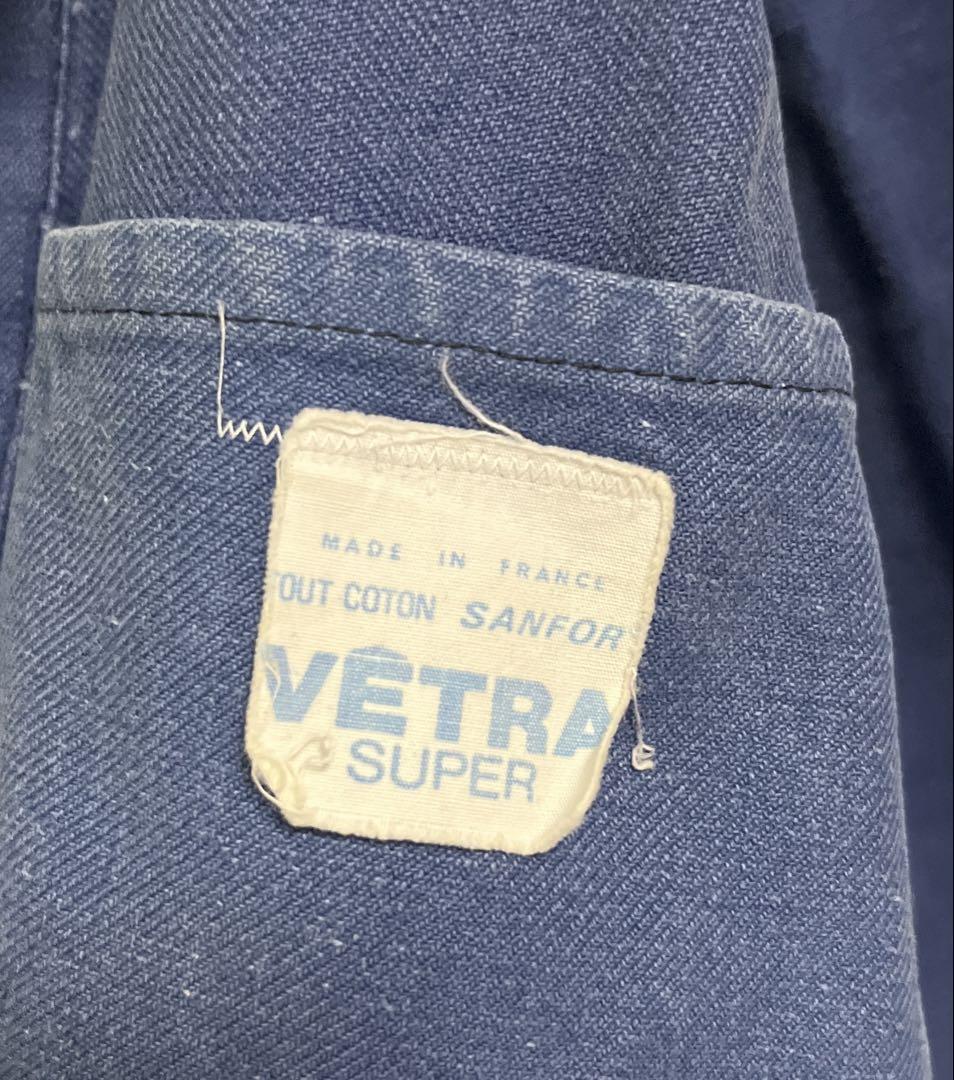 MADE IN FRANCE
TOUT COTON SANFOR
VÊTRA
SUPER